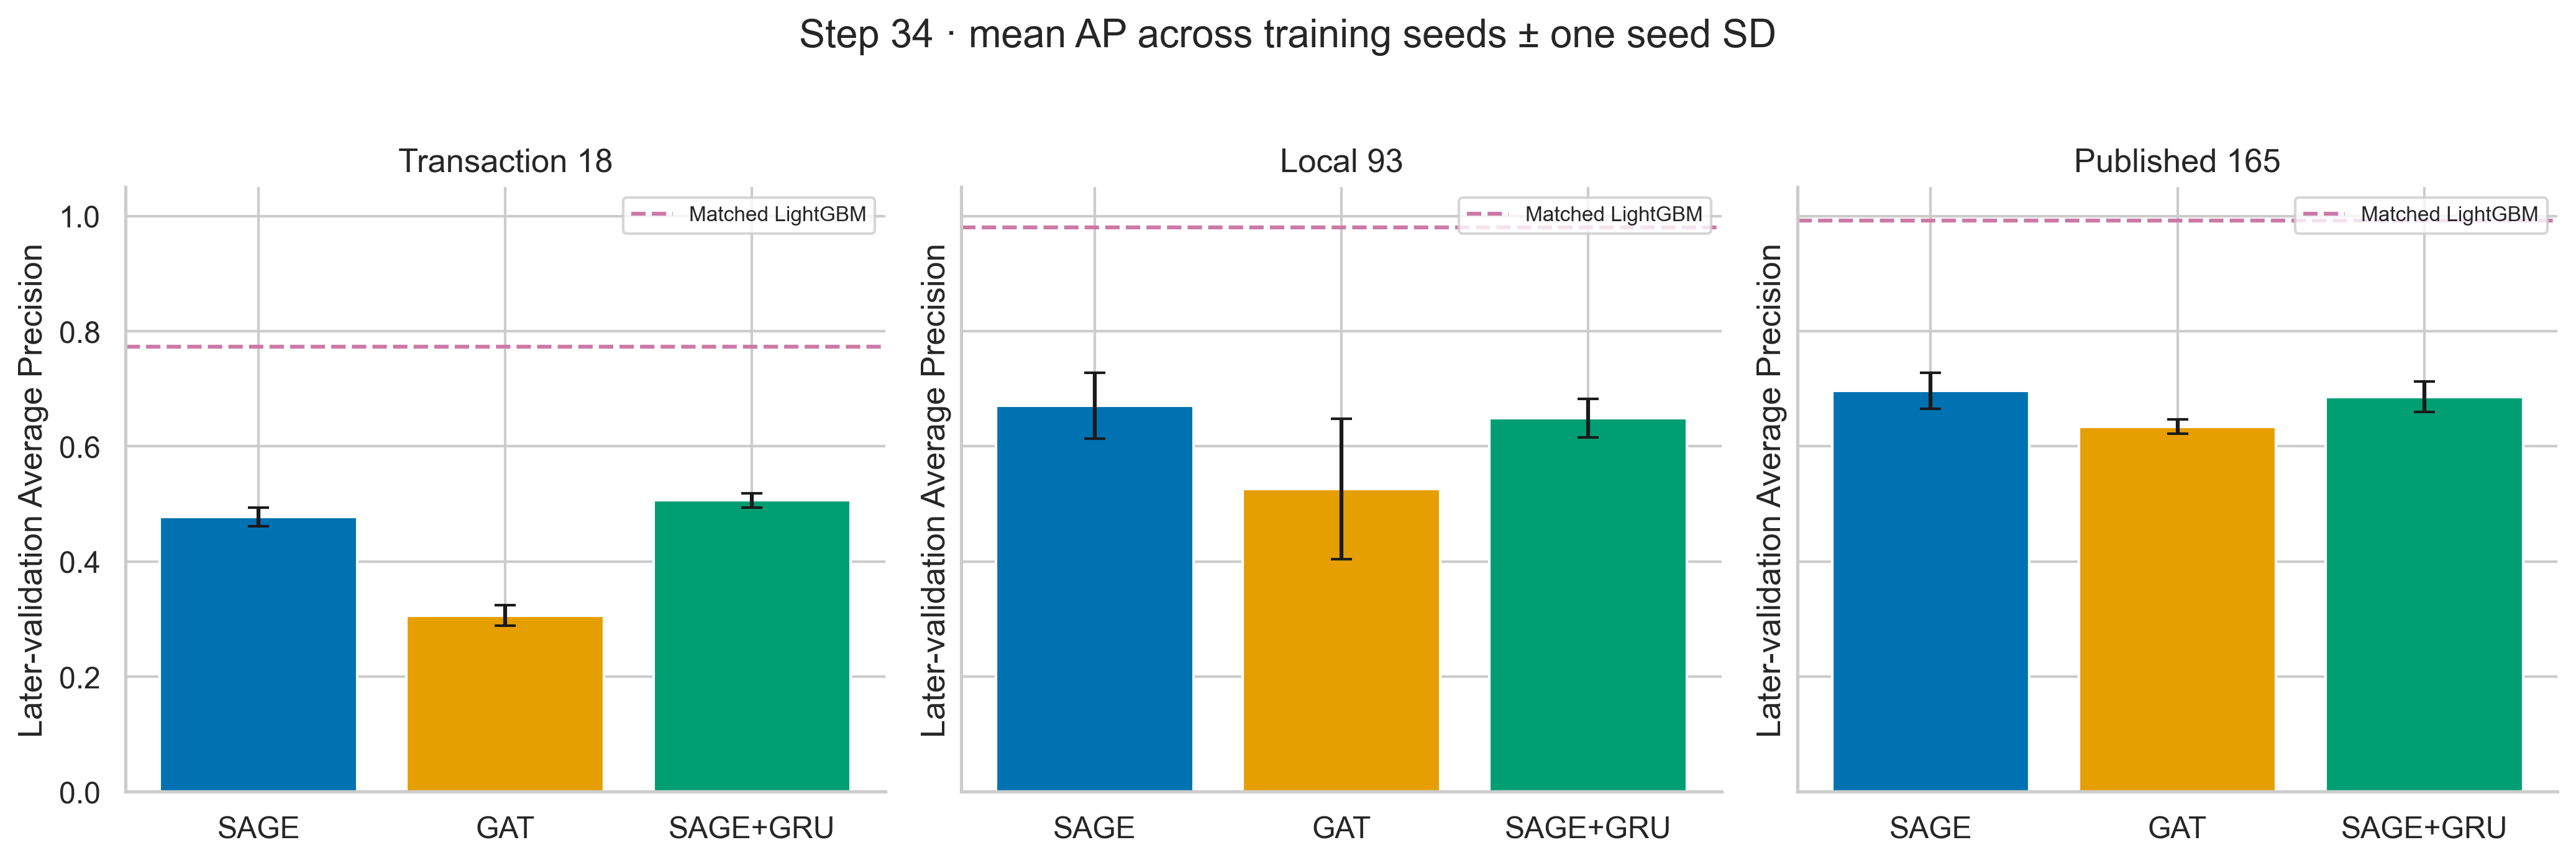 Step 34 · mean AP across training seeds ± one seed SD
Transaction 18
Matched LightGBM
Later-validation Average Precision
1.0
0.8
0.6
0.4
0.2
0.0
SAGE
GAT
SAGE+GRU
Local 93
Matched LightGBM
Later-validation Average Precision
SAGE
GAT
SAGE+GRU
Published 165
Matched LightGBM
Later-validation Average Precision
SAGE
GAT
SAGE+GRU